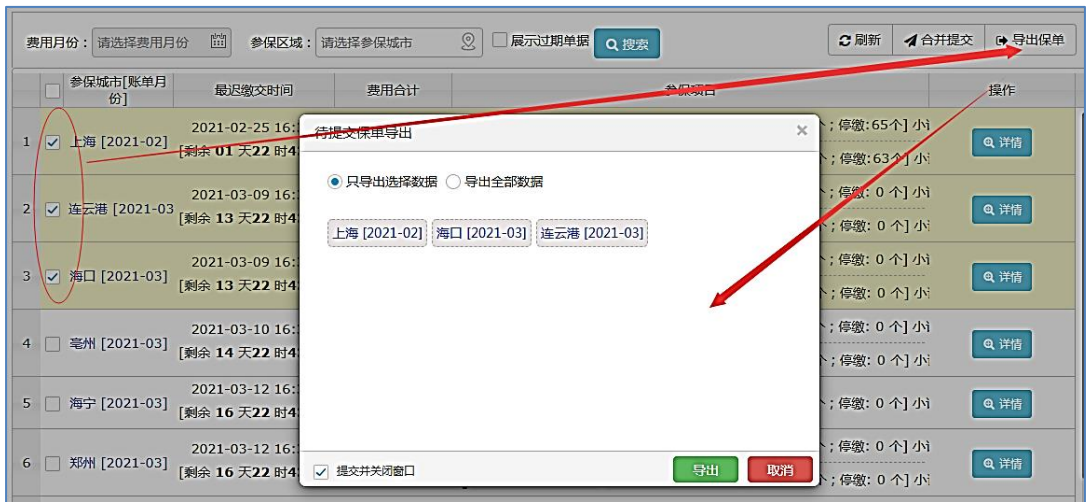 费用月份： 请选择费用月份 参保区域： 请选择参保城市 展示过期单据 搜索 刷新 合并提交 导出保单
参保城市[账单月份] 最迟缴交时间 费用合计 参保项目 操作
1 上海 [2021-02] 2021-02-25 16: ；停缴:65个] 小
[剩余 01 天22 时4 ；停缴:63个] 小 详情
2 连云港 [2021-03 2021-03-09 16: ；停缴: 0 个] 小
[剩余 13 天22 时4 ；停缴: 0 个] 小 详情
3 海口 [2021-03] 2021-03-09 16: ；停缴: 0 个] 小
[剩余 13 天22 时4 ；停缴: 0 个] 小 详情
4 亳州 [2021-03] 2021-03-10 16: ；停缴: 0 个] 小
[剩余 14 天22 时4 ；停缴: 0 个] 小 详情
5 海宁 [2021-03] 2021-03-12 16: ；停缴: 0 个] 小
[剩余 16 天22 时4 详情
6 郑州 [2021-03] 2021-03-12 16: ；停缴: 0 个] 小
[剩余 16 天22 时4 ；停缴: 0 个] 小 详情
待提交保单导出 ×
只导出选择数据 导出全部数据
上海 [2021-02] 海口 [2021-03] 连云港 [2021-03]
提交并关闭窗口 导出 取消